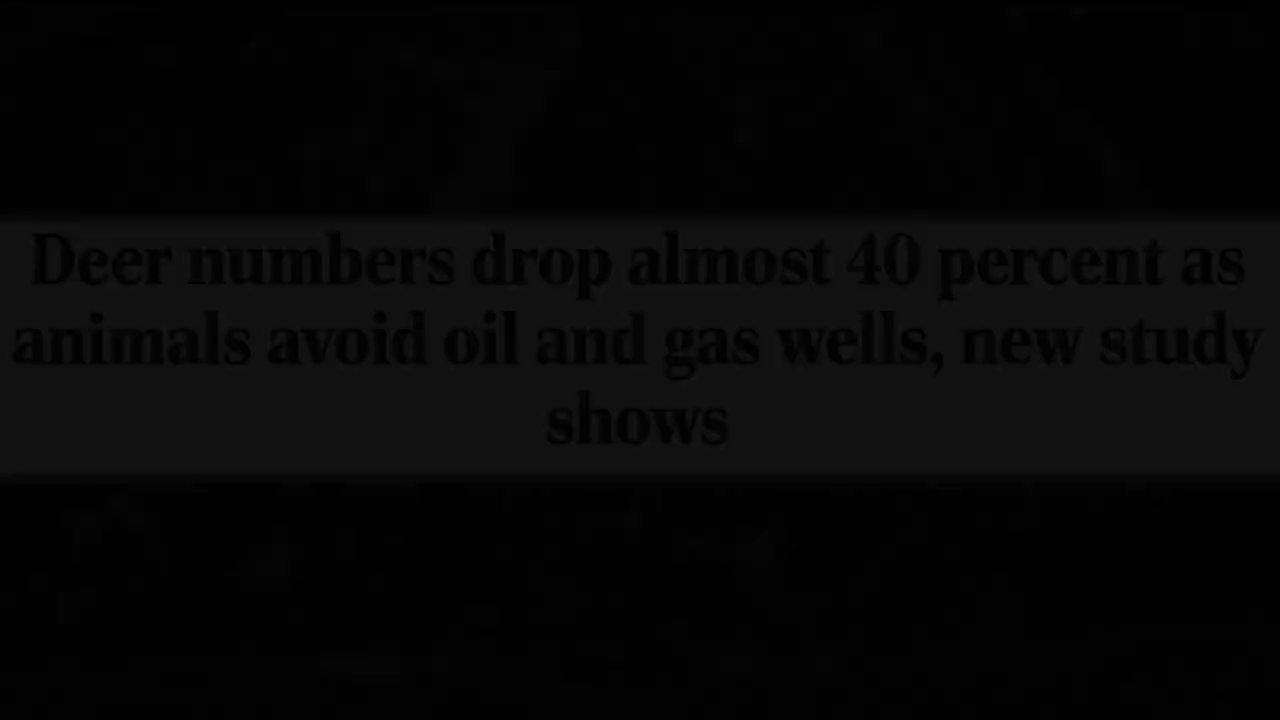 Deer numbers drop almost 40 percent as
animals avoid oil and gas wells, new study
shows